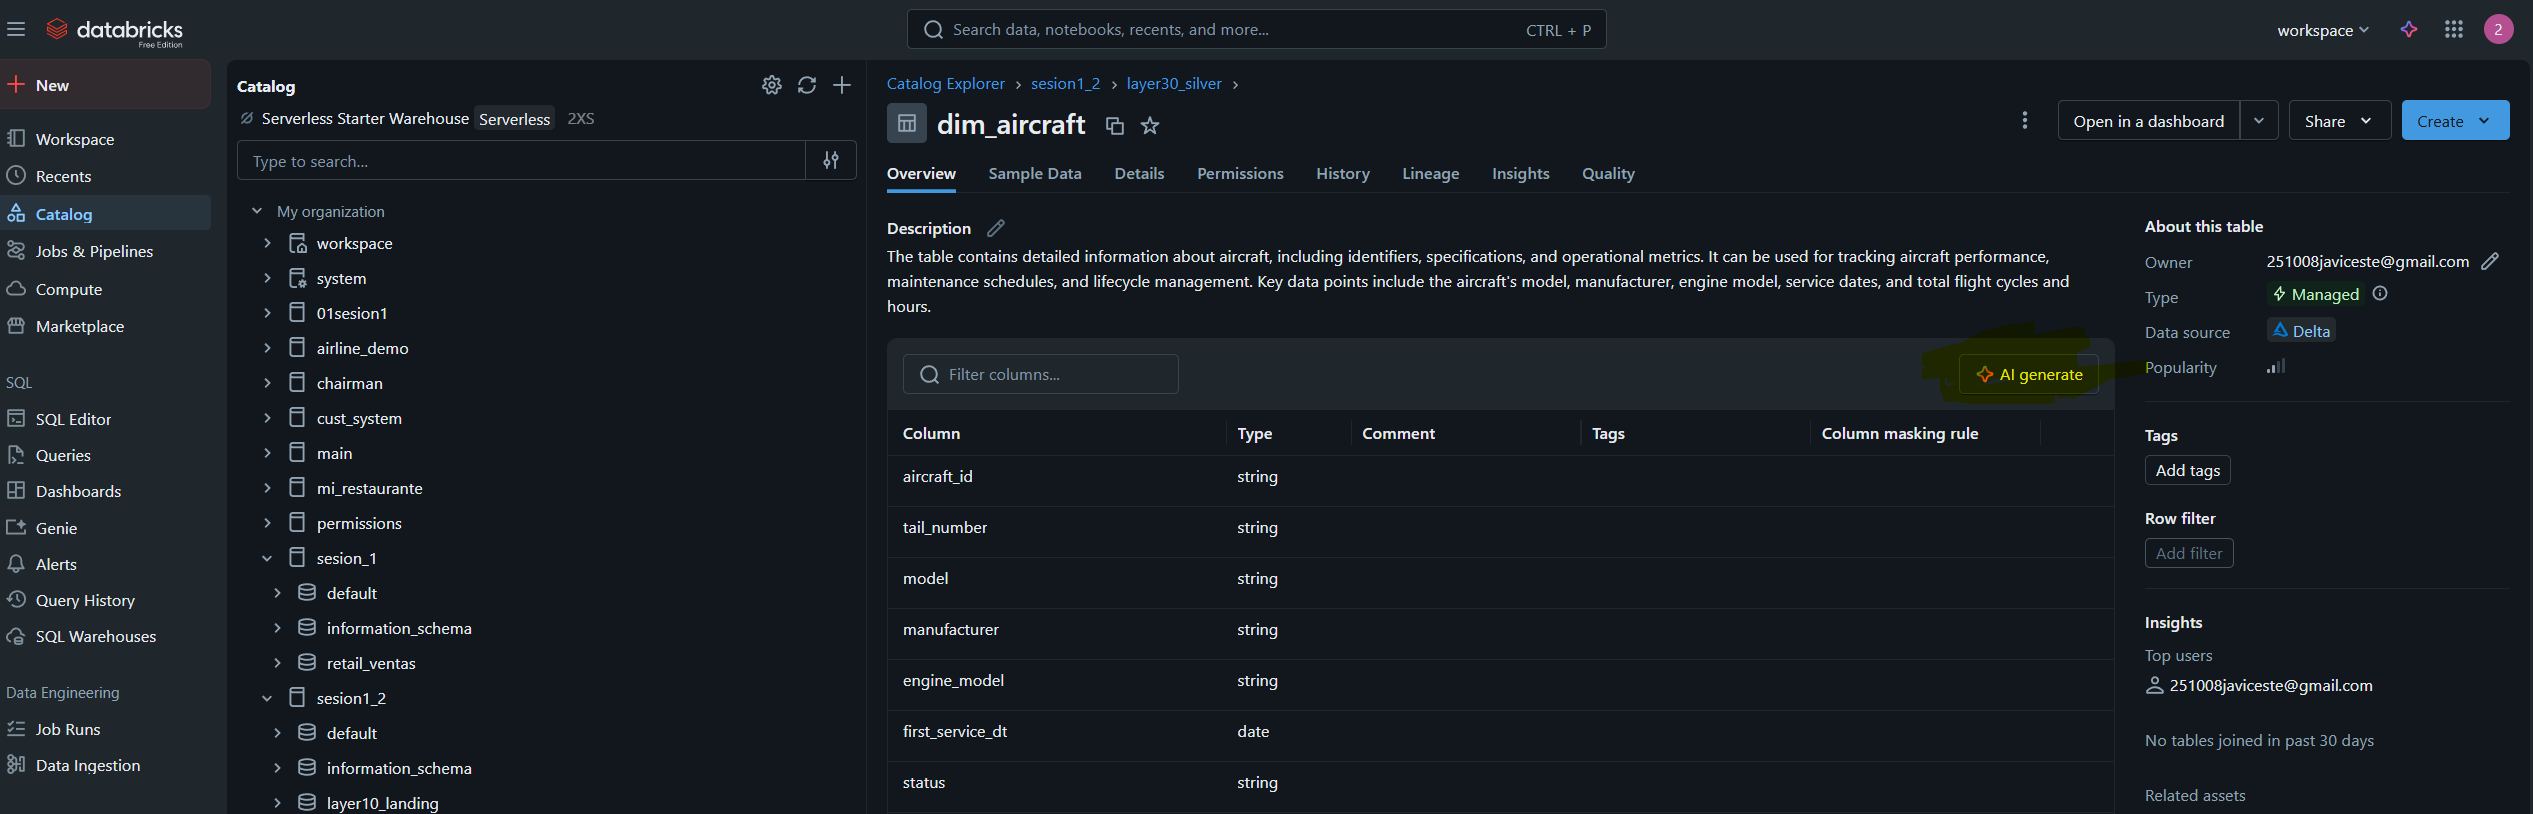 databricks
Free Edition
Search data, notebooks, recents, and more...
CTRL + P
workspace
2
New
Workspace
Recents
Catalog
Jobs & Pipelines
Compute
Marketplace
SQL
SQL Editor
Queries
Dashboards
Genie
Alerts
Query History
SQL Warehouses
Data Engineering
Job Runs
Data Ingestion
Catalog
Serverless Starter Warehouse Serverless 2XS
Type to search...
My organization
workspace
system
01sesion1
airline_demo
chairman
cust_system
main
mi_restaurante
permissions
sesion_1
default
information_schema
retail_ventas
sesion1_2
default
information_schema
layer10_landing
Catalog Explorer > sesion1_2 > layer30_silver >
dim_aircraft
Open in a dashboard
Share
Create
Overview Sample Data Details Permissions History Lineage Insights Quality
Description
The table contains detailed information about aircraft, including identifiers, specifications, and operational metrics. It can be used for tracking aircraft performance,
maintenance schedules, and lifecycle management. Key data points include the aircraft's model, manufacturer, engine model, service dates, and total flight cycles and
hours.
Filter columns...
AI generate
Column Type Comment Tags Column masking rule
aircraft_id string
tail_number string
model string
manufacturer string
engine_model string
first_service_dt date
status string
About this table
Owner 251008javiceste@gmail.com
Type Managed
Data source Delta
Popularity
Tags
Add tags
Row filter
Add filter
Insights
Top users
251008javiceste@gmail.com
No tables joined in past 30 days
Related assets